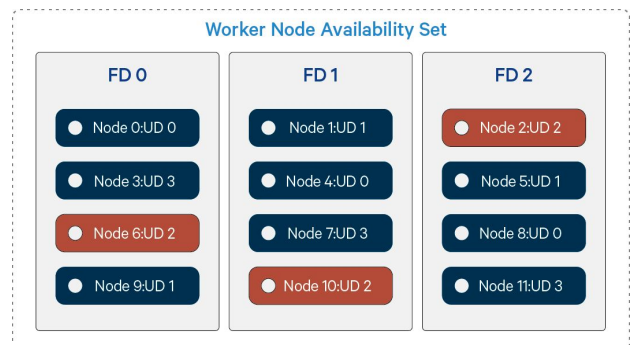 Worker Node Availability Set
FD 0
Node 0:UD 0
Node 3:UD 3
Node 6:UD 2
Node 9:UD 1
FD 1
Node 1:UD 1
Node 4:UD 0
Node 7:UD 3
Node 10:UD 2
FD 2
Node 2:UD 2
Node 5:UD 1
Node 8:UD 0
Node 11:UD 3